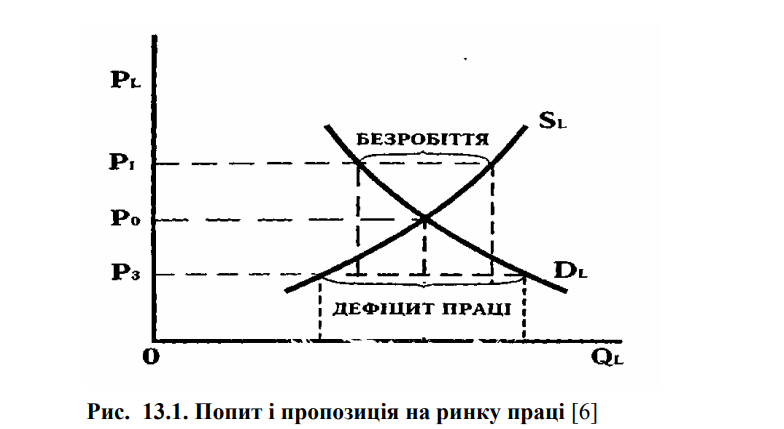 PL
SL
БЕЗРОБІТТЯ
P1
P0
P3
DL
ДЕФІЦИТ ПРАЦІ
0
QL
Рис. 13.1. Попит і пропозиція на ринку праці [6]